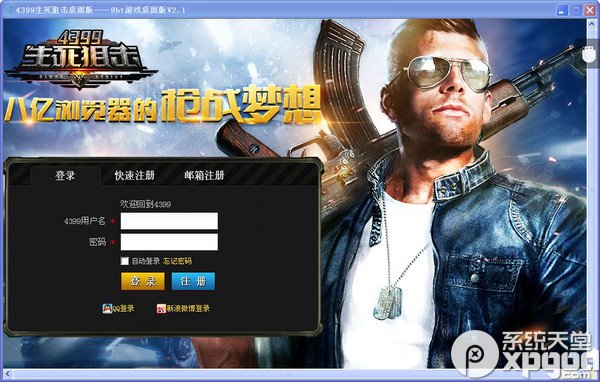 4399生死狙击桌面版——9ht游戏桌面版V2.1
4399
生死狙击
BLOOD STRIKE
八亿浏览器的枪战梦想
登录 快速注册 邮箱注册
欢迎回到4399
4399用户名 *
密码 *
自动登录 忘记密码
登 录 注 册
QQ登录 新浪微博登录
系统天堂
xpgod
.com